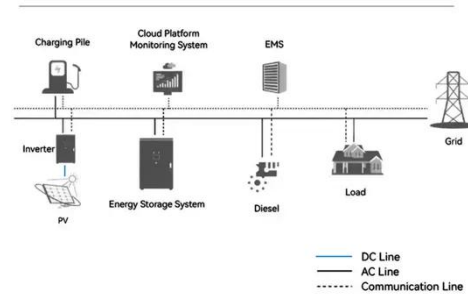 Charging Pile
Cloud Platform
Monitoring System
EMS
Grid
Inverter
PV
Energy Storage System
Diesel
Load
DC Line
AC Line
Communication Line